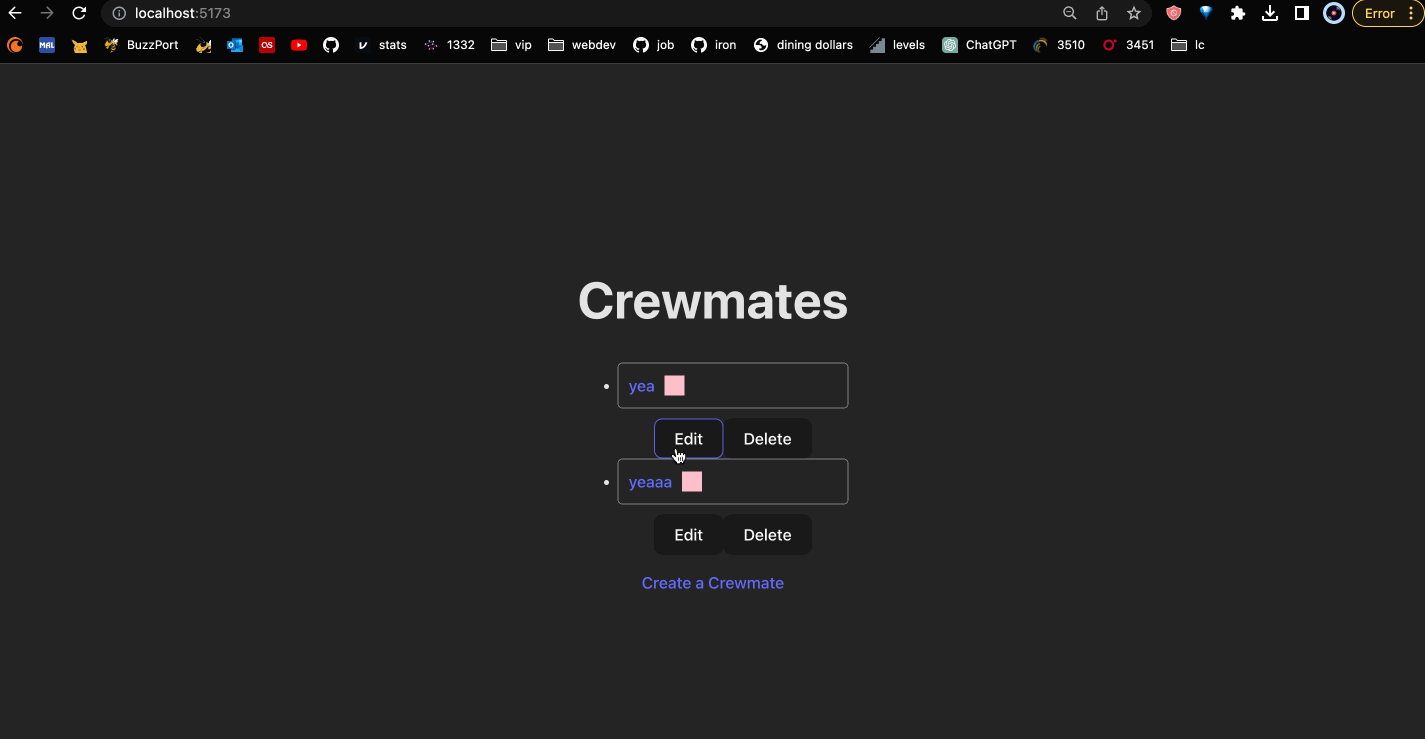 localhost:5173
Error
MAL
BuzzPort
OS
stats
1332
vip
webdev
job
iron
dining dollars
levels
ChatGPT
3510
3451
lc
Crewmates
yea
Edit
Delete
yeaaa
Edit
Delete
Create a Crewmate